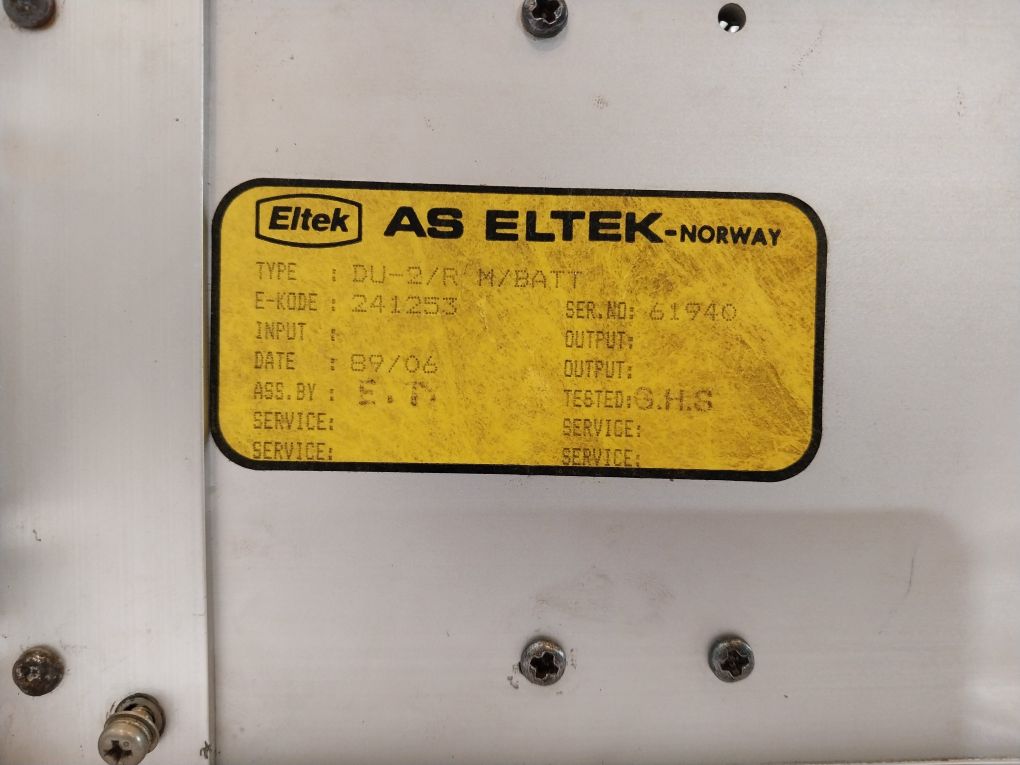 Eltek AS ELTEK-NORWAY
TYPE : DU-2/R M/BATT
E-KODE : 241253 SER.NO: 61940
INPUT : OUTPUT:
DATE : 89/06 OUTPUT:
ASS.BY : TESTED: G.H.S
SERVICE: SERVICE:
SERVICE: SERVICE: